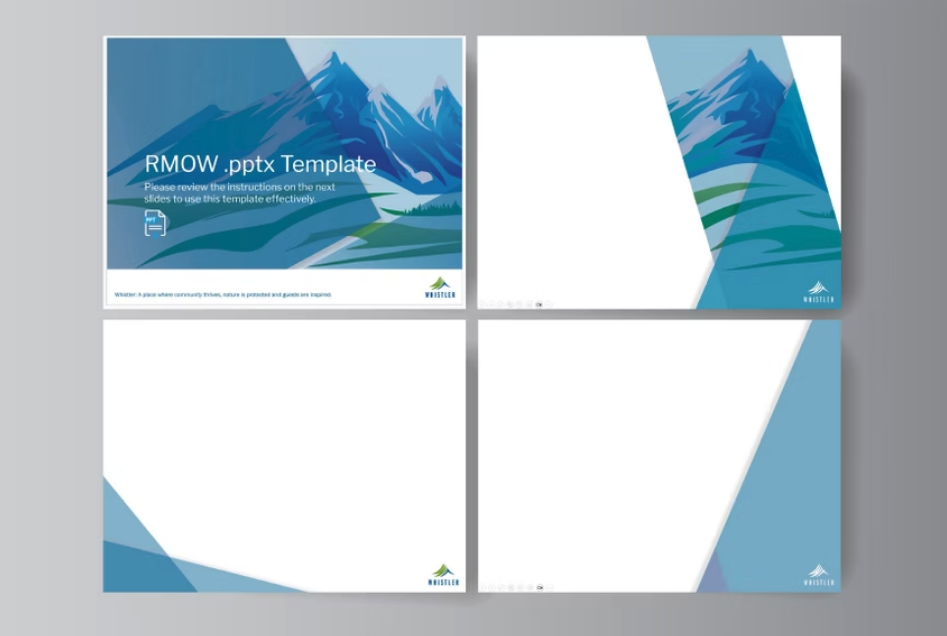 RMOW .pptx Template
Please review the instructions on the next
slides to use this template effectively.
PPT
Whistler: A place where community thrives, nature is protected and guests are inspired.
WHISTLER
WHISTLER
WHISTLER
WHISTLER